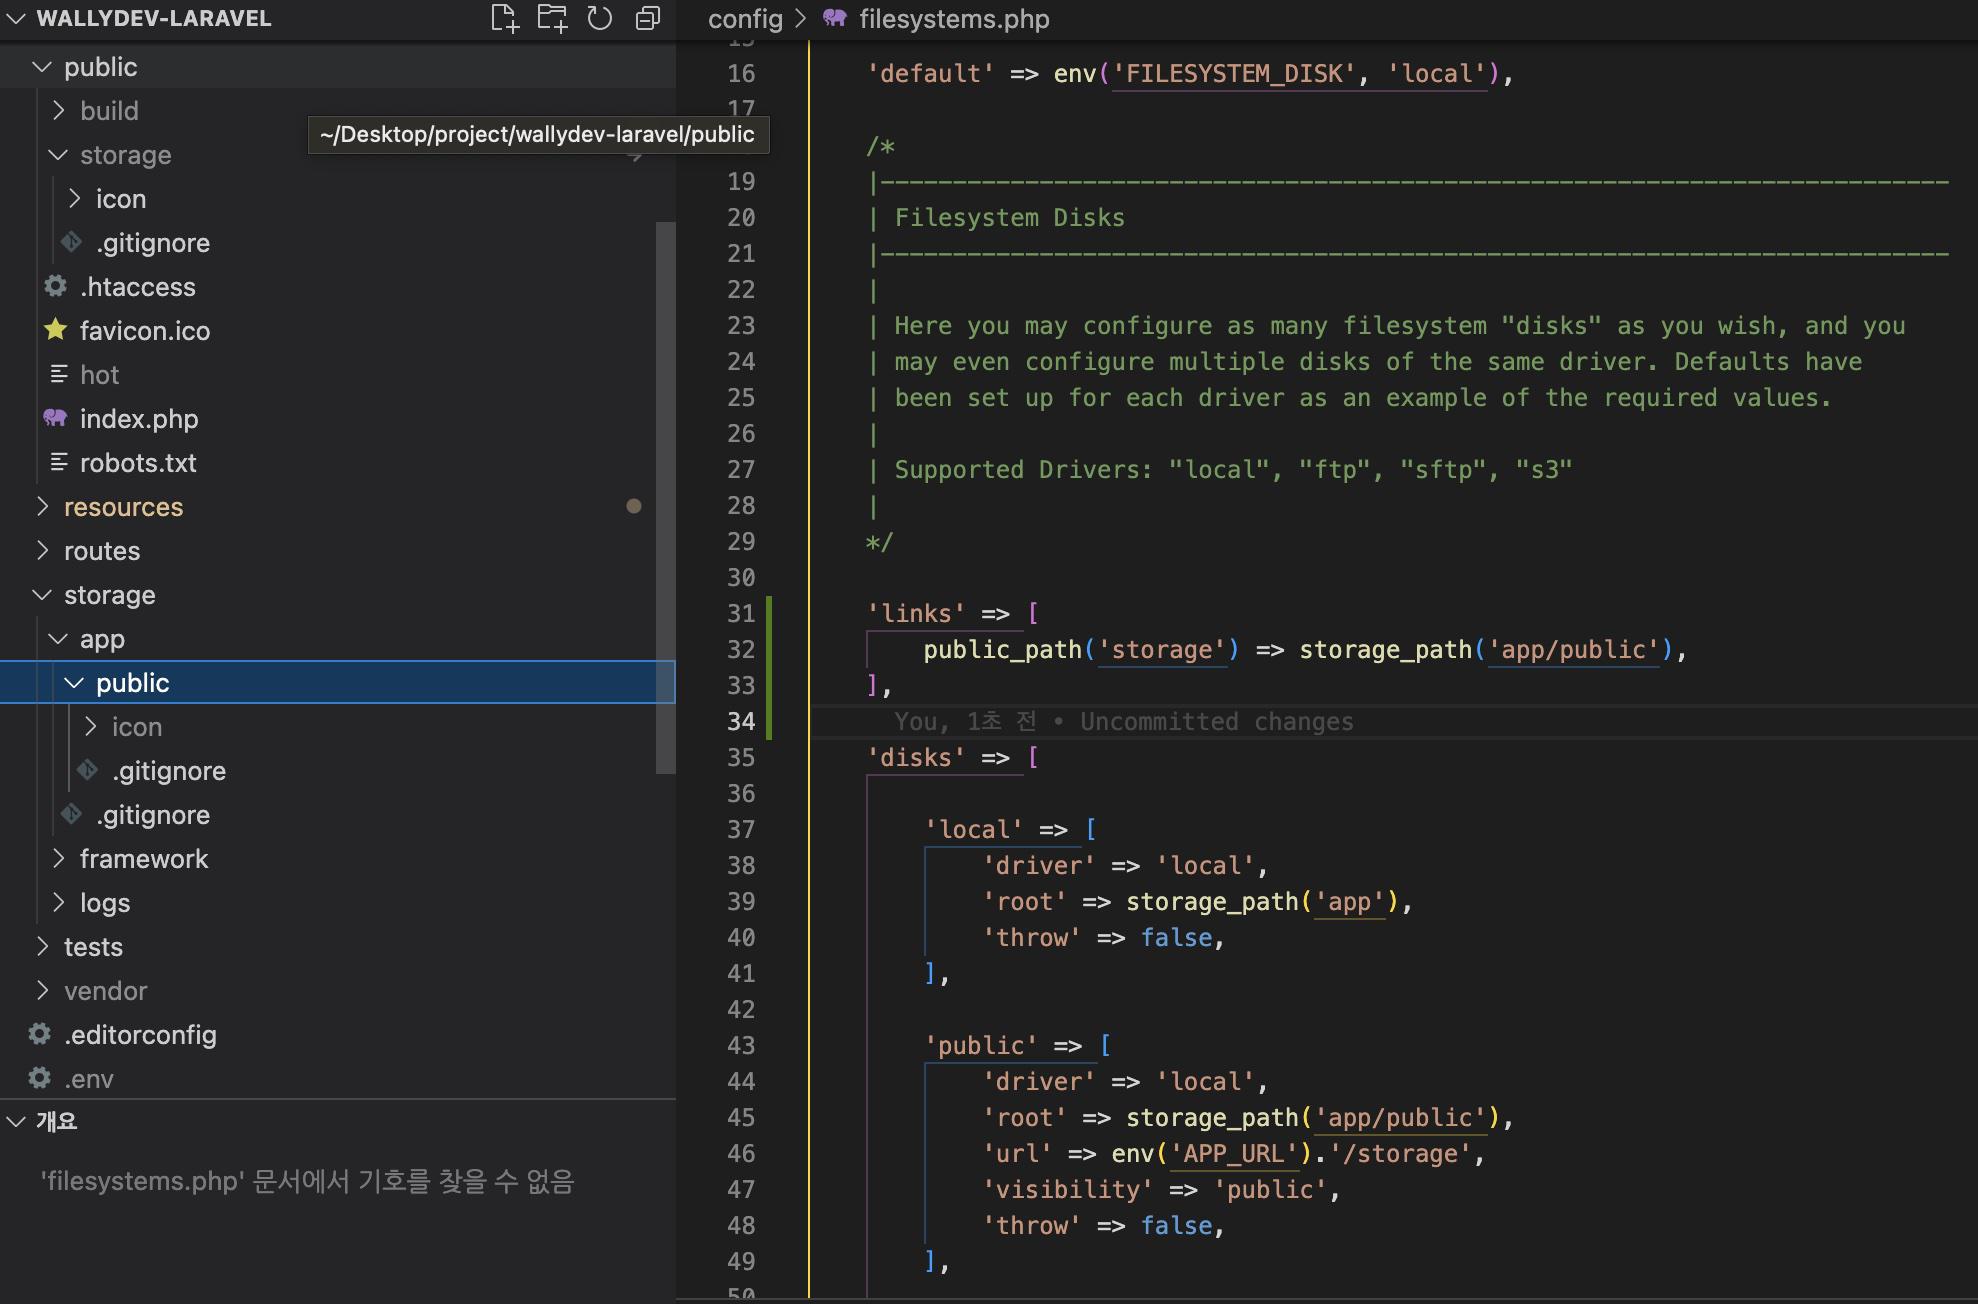 WALLYDEV-LARAVEL
public
build
~/Desktop/project/wallydev-laravel/public
storage
icon
.gitignore
.htaccess
favicon.ico
hot
index.php
robots.txt
resources
routes
storage
app
public
icon
.gitignore
.gitignore
framework
logs
tests
vendor
.editorconfig
.env
개요
'filesystems.php' 문서에서 기호를 찾을 수 없음
config > filesystems.php
15
16 'default' => env('FILESYSTEM_DISK', 'local'),
17
/*
19 |--------------------------------------------------------------------------
20 | Filesystem Disks
21 |--------------------------------------------------------------------------
22 |
23 | Here you may configure as many filesystem "disks" as you wish, and you
24 | may even configure multiple disks of the same driver. Defaults have
25 | been set up for each driver as an example of the required values.
26 |
27 | Supported Drivers: "local", "ftp", "sftp", "s3"
28 |
29 */
30
31 'links' => [
32 public_path('storage') => storage_path('app/public'),
33 ],
34 You, 1초 전 • Uncommitted changes
35 'disks' => [
36
37 'local' => [
38 'driver' => 'local',
39 'root' => storage_path('app'),
40 'throw' => false,
41 ],
42
43 'public' => [
44 'driver' => 'local',
45 'root' => storage_path('app/public'),
46 'url' => env('APP_URL').'/storage',
47 'visibility' => 'public',
48 'throw' => false,
49 ],
50